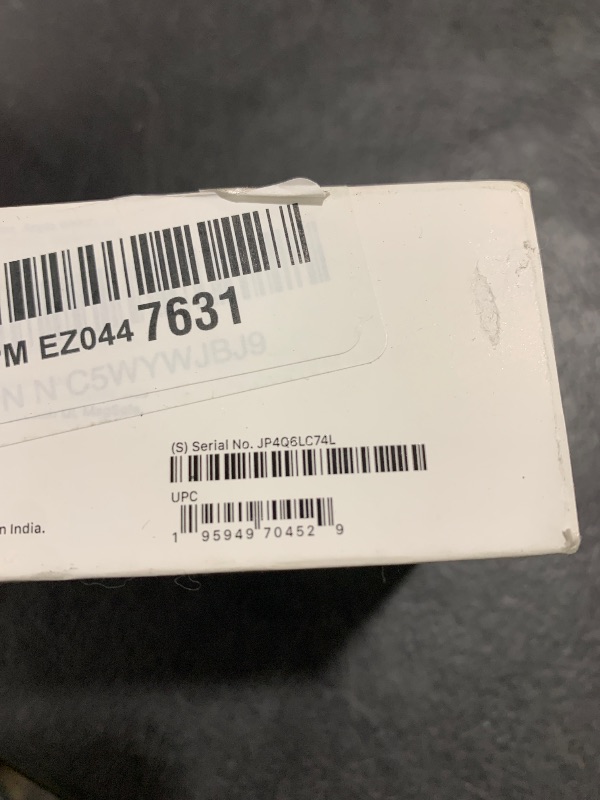 PM EZ044 7631
N N°C5WYWJBJ9
(S) Serial No. JP4Q6LC74L
UPC
n India.
1 95949 70452 9